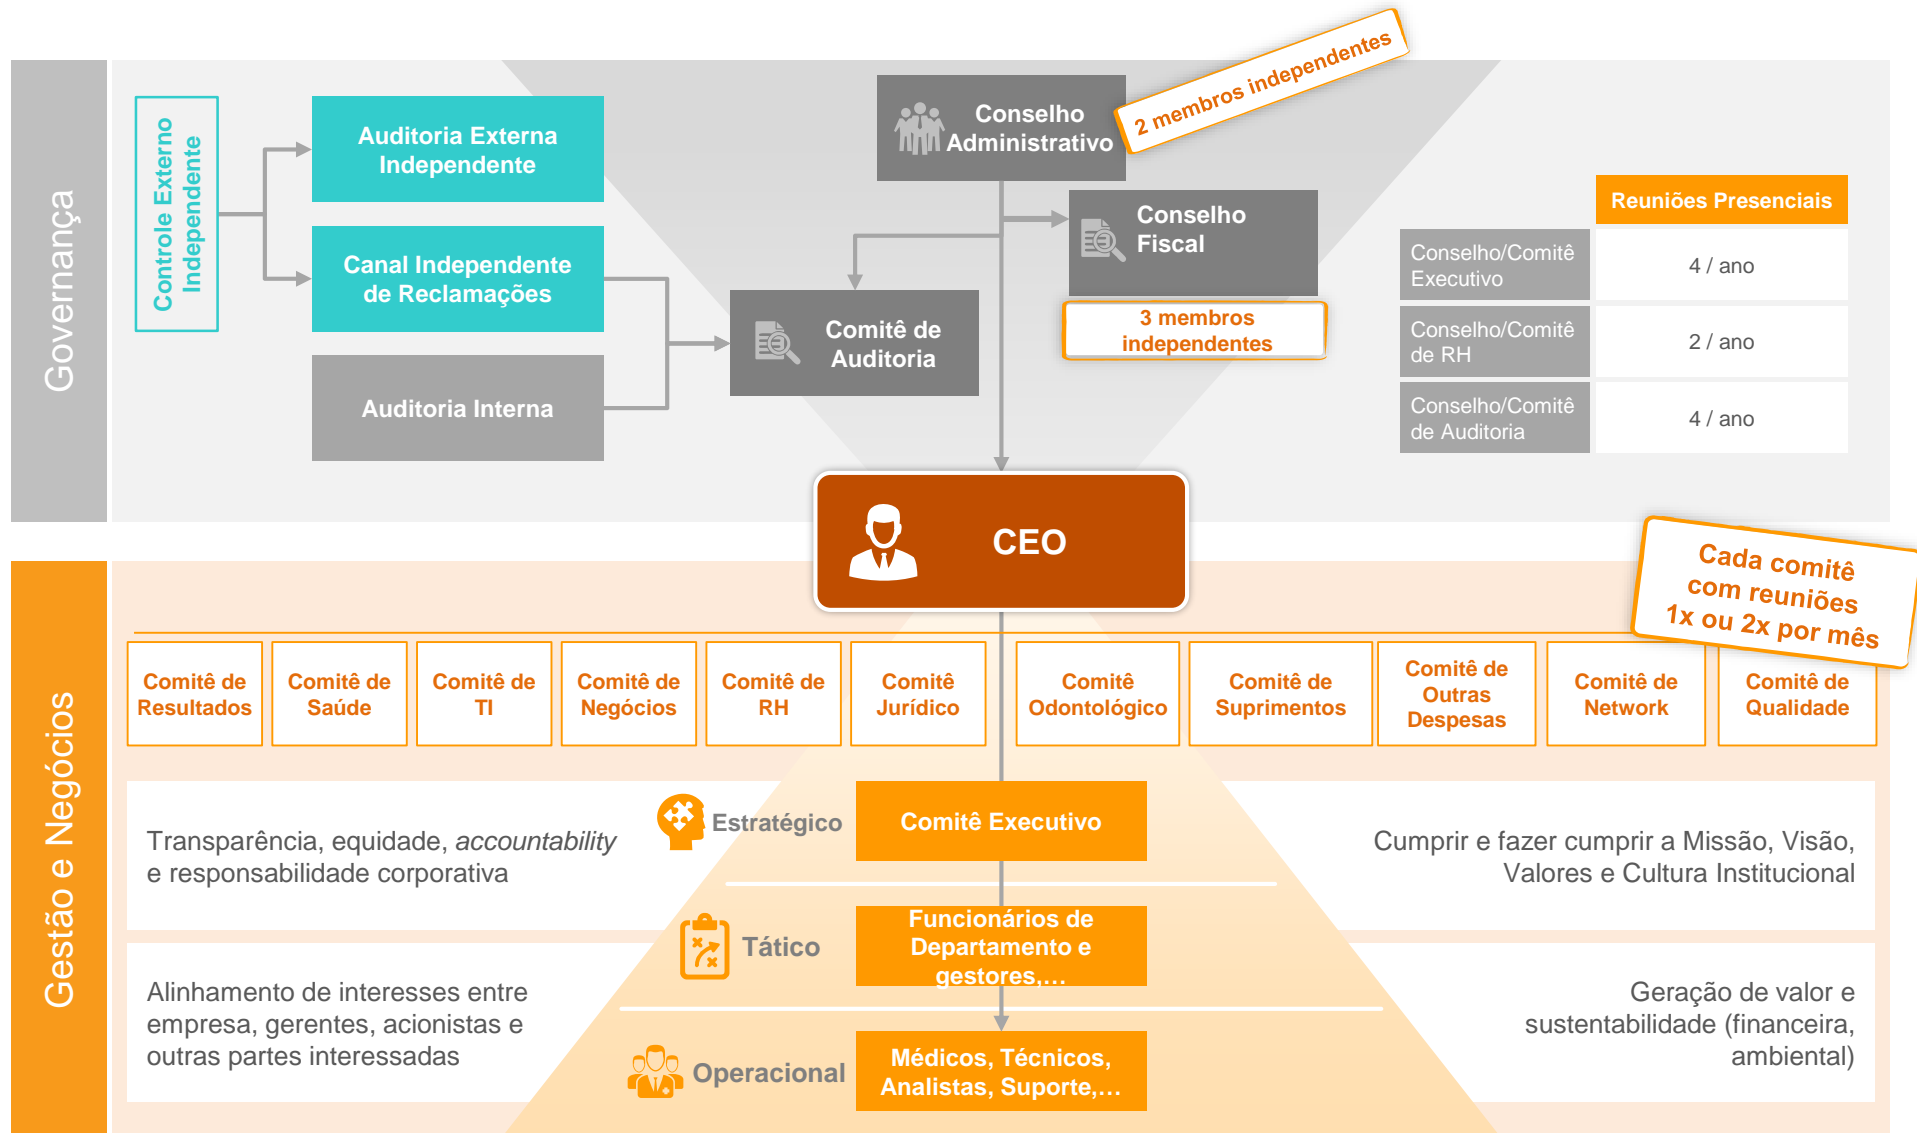 Governança
Controle Externo
Independente
Auditoria Externa
Independente
Canal Independente
de Reclamações
Auditoria Interna
Conselho
Administrativo
2 membros independentes
Conselho
Fiscal
3 membros
independentes
Comitê de
Auditoria
Reuniões Presenciais
Conselho/Comitê
Executivo
4 / ano
Conselho/Comitê
de RH
2 / ano
Conselho/Comitê
de Auditoria
4 / ano
CEO
Cada comitê
com reuniões
1x ou 2x por mês
Gestão e Negócios
Comitê de
Resultados
Comitê de
Saúde
Comitê de
TI
Comitê de
Negócios
Comitê de
RH
Comitê
Jurídico
Comitê
Odontológico
Comitê de
Suprimentos
Comitê de
Outras
Despesas
Comitê de
Network
Comitê de
Qualidade
Transparência, equidade, accountability
e responsabilidade corporativa
Estratégico
Comitê Executivo
Cumprir e fazer cumprir a Missão, Visão,
Valores e Cultura Institucional
Tático
Funcionários de
Departamento e
gestores,...
Alinhamento de interesses entre
empresa, gerentes, acionistas e
outras partes interessadas
Operacional
Médicos, Técnicos,
Analistas, Suporte,...
Geração de valor e
sustentabilidade (financeira,
ambiental)